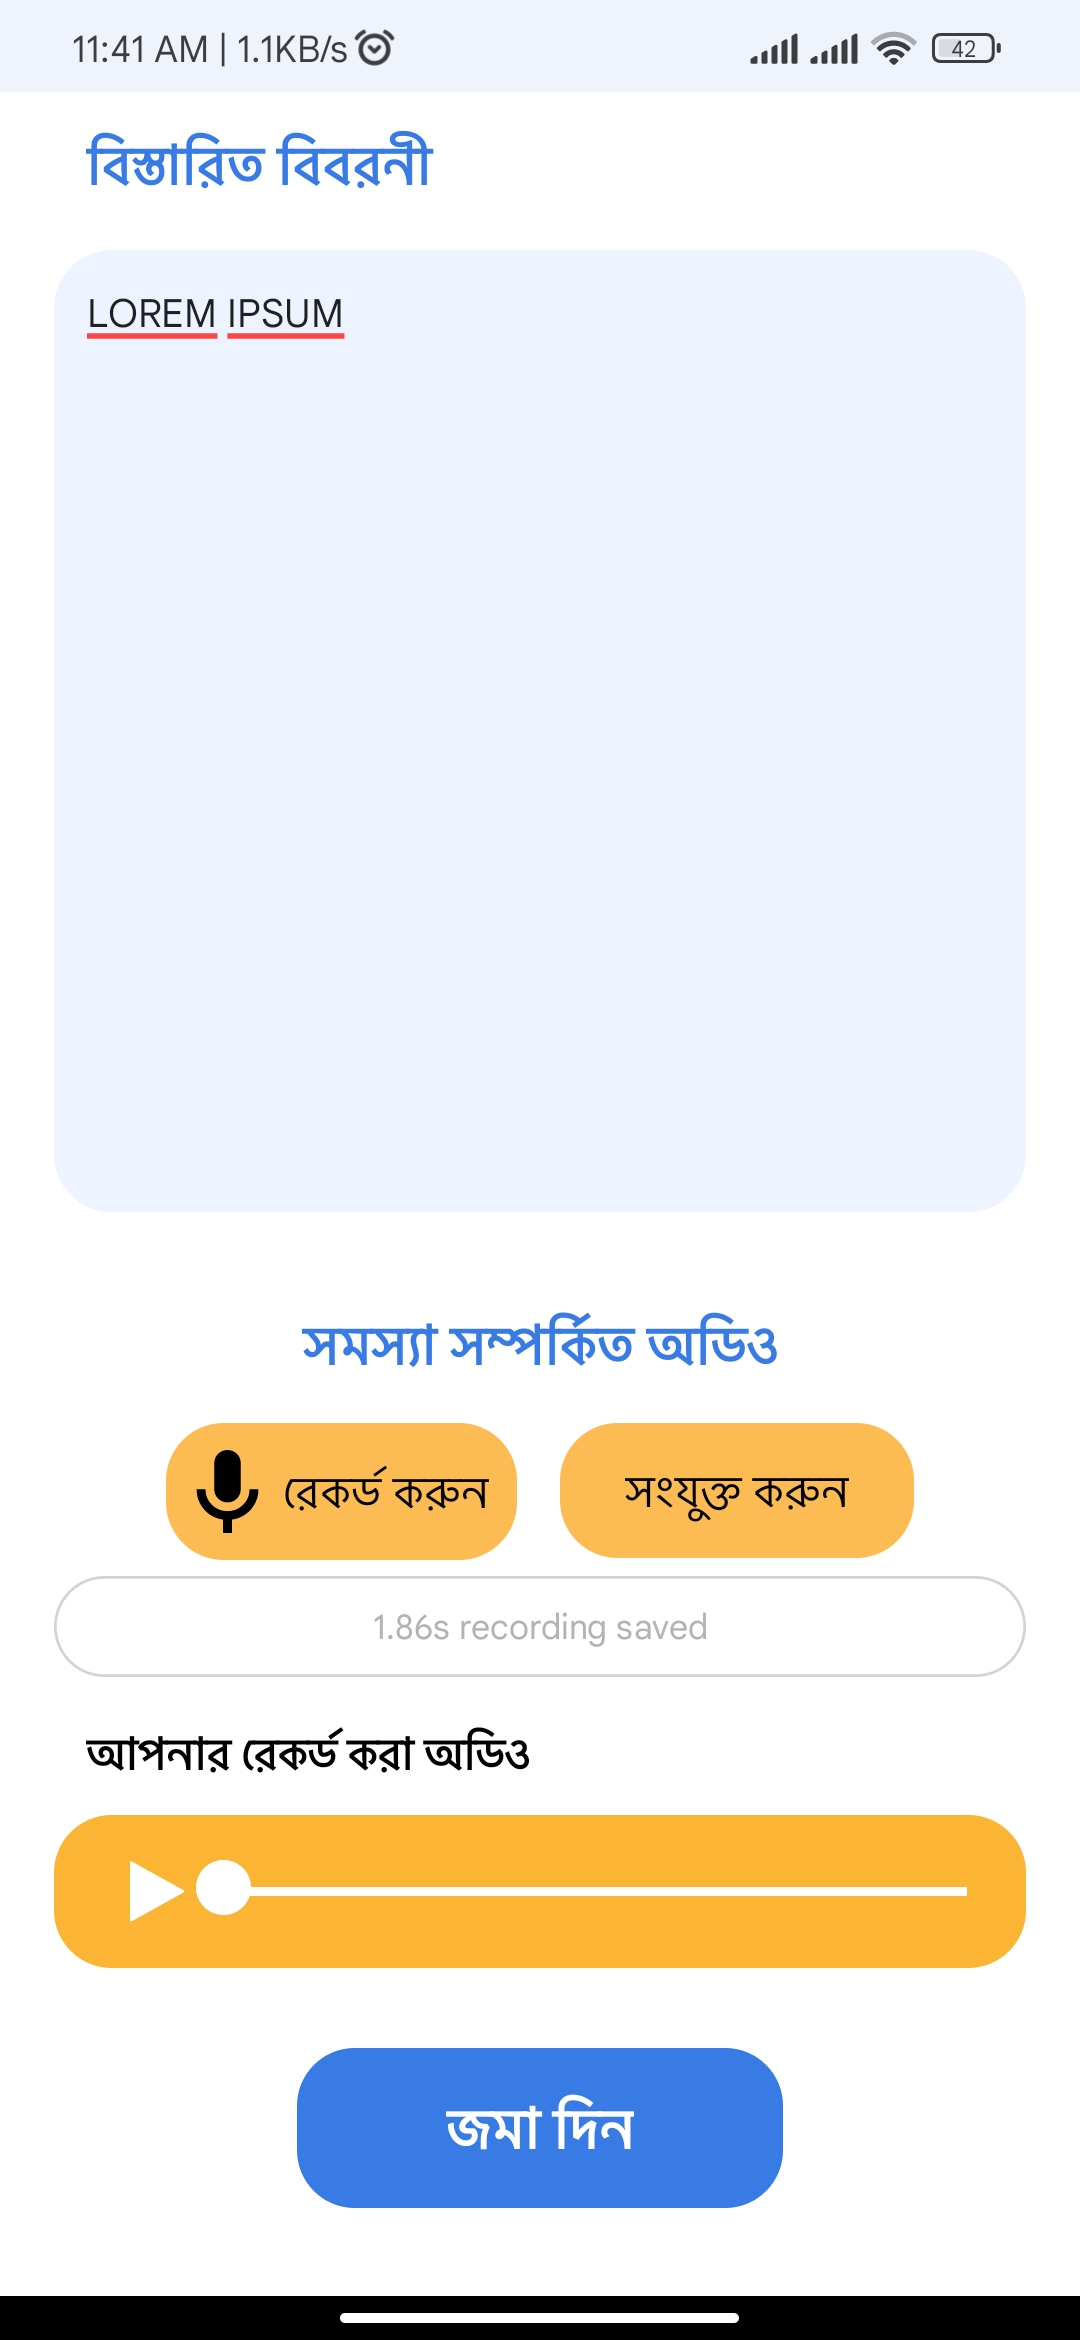 11:41 AM | 1.1KB/s 42
বিস্তারিত বিবরনী
LOREM IPSUM
সমস্যা সম্পর্কিত অডিও
রেকর্ড করুন সংযুক্ত করুন
1.86s recording saved
আপনার রেকর্ড করা অডিও
জমা দিন